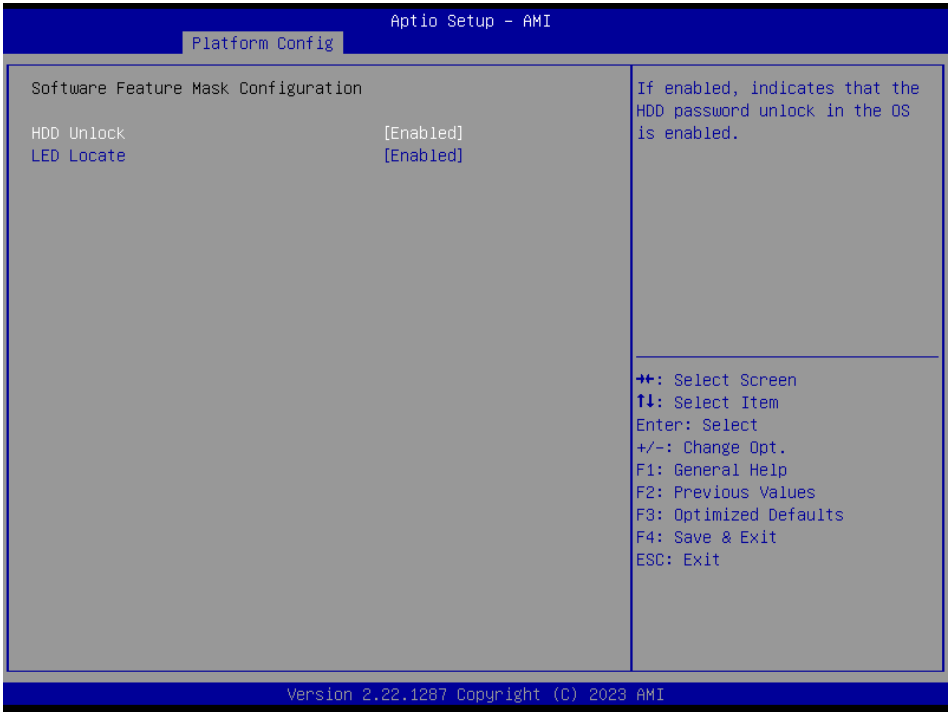 Aptio Setup – AMI
Platform Config
Software Feature Mask Configuration
HDD Unlock [Enabled]
LED Locate [Enabled]
If enabled, indicates that the
HDD password unlock in the OS
is enabled.
→←: Select Screen
↑↓: Select Item
Enter: Select
+/-: Change Opt.
F1: General Help
F2: Previous Values
F3: Optimized Defaults
F4: Save & Exit
ESC: Exit
Version 2.22.1287 Copyright (C) 2023 AMI